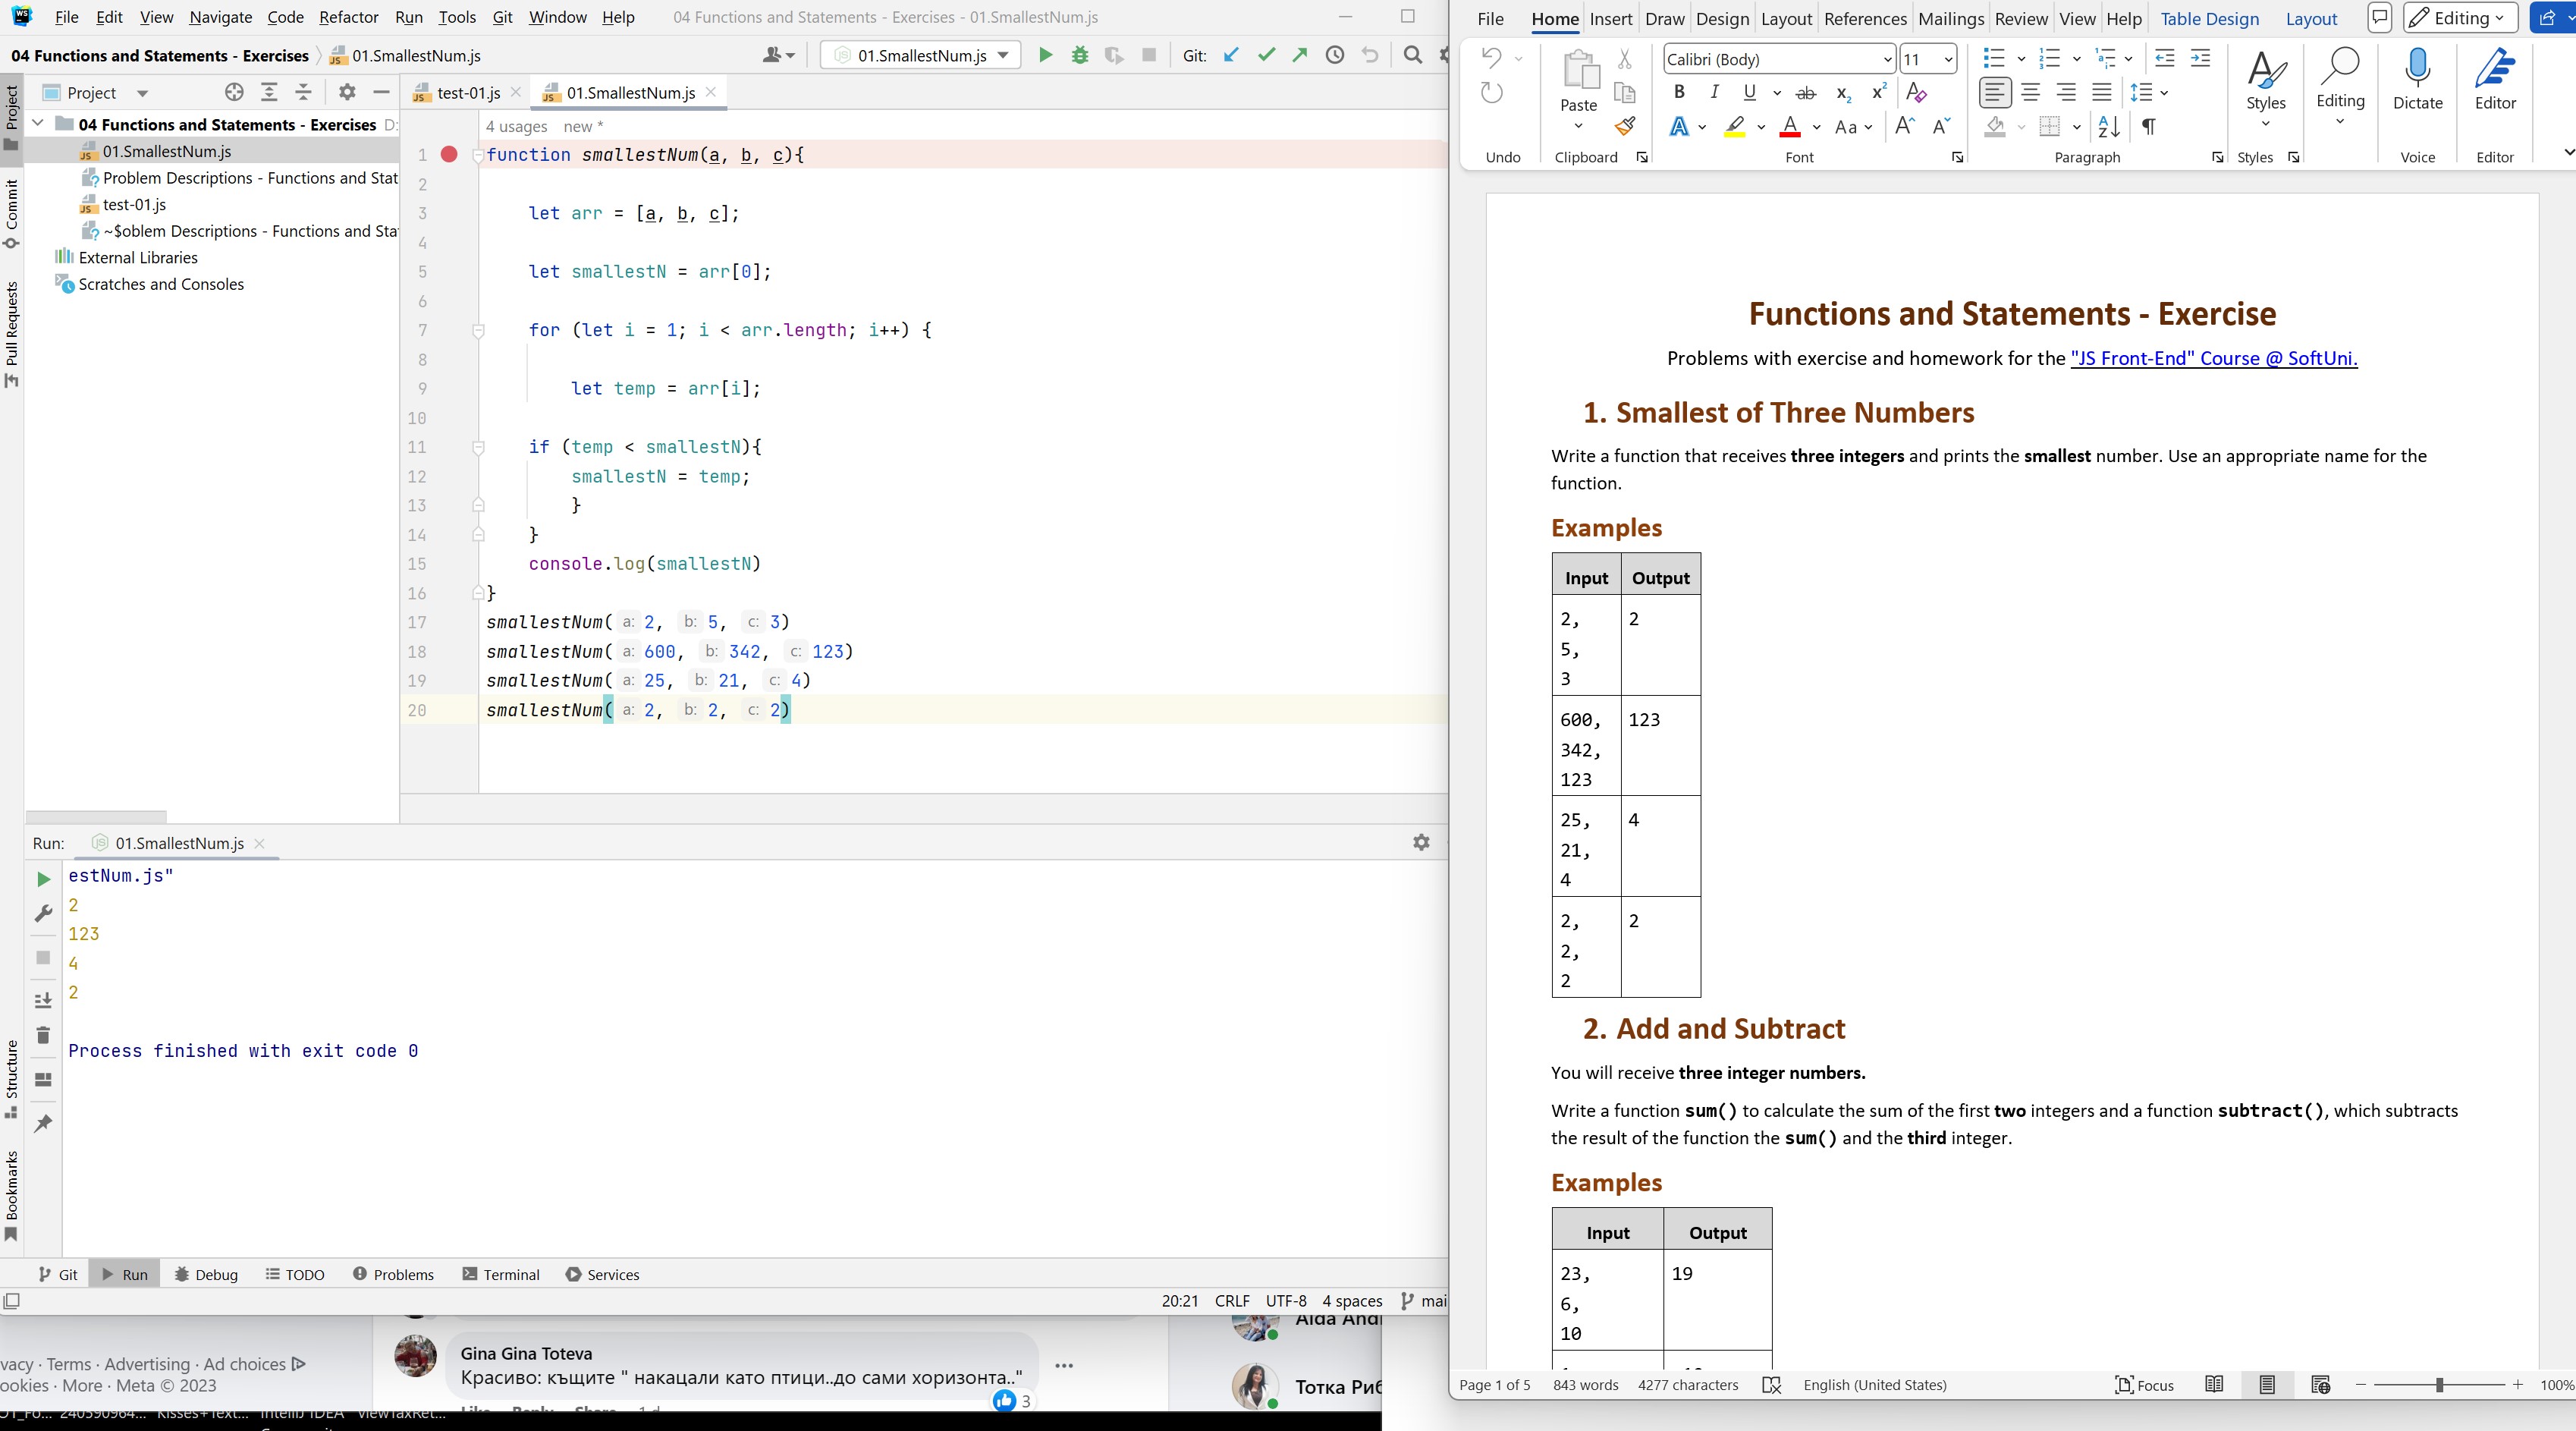 File Edit View Navigate Code Refactor Run Tools Git Window Help 04 Functions and Statements - Exercises - 01.SmallestNum.js
04 Functions and Statements - Exercises 01.SmallestNum.js
01.SmallestNum.js Git:
Project
test-01.js 01.SmallestNum.js
Project
Commit
Pull Requests
Structure
Bookmarks
04 Functions and Statements - Exercises D:
01.SmallestNum.js
Problem Descriptions - Functions and Stat
test-01.js
~$oblem Descriptions - Functions and Sta
External Libraries
Scratches and Consoles
4 usages new *
1 function smallestNum(a, b, c){
2
3 let arr = [a, b, c];
4
5 let smallestN = arr[0];
6
7 for (let i = 1; i < arr.length; i++) {
8
9 let temp = arr[i];
10
11 if (temp < smallestN){
12 smallestN = temp;
13 }
14 }
15 console.log(smallestN)
16 }
17 smallestNum( a: 2, b: 5, c: 3)
18 smallestNum( a: 600, b: 342, c: 123)
19 smallestNum( a: 25, b: 21, c: 4)
20 smallestNum( a: 2, b: 2, c: 2)
Run: 01.SmallestNum.js
estNum.js"
2
123
4
2
Process finished with exit code 0
Git Run Debug TODO Problems Terminal Services
20:21 CRLF UTF-8 4 spaces mai
vacy · Terms · Advertising · Ad choices
ookies · More · Meta © 2023
Gina Gina Toteva
Красиво: къщите " накацали като птици..до сами хоризонта.."
3
Тотка Риб
File Home Insert Draw Design Layout References Mailings Review View Help Table Design Layout Editing
Calibri (Body) 11
Paste
B I U ab x2 x2 A
A A Aa A A
Styles Editing Dictate Editor
Undo Clipboard Font Paragraph Styles Voice Editor
Functions and Statements - Exercise
Problems with exercise and homework for the "JS Front-End" Course @ SoftUni.
1. Smallest of Three Numbers
Write a function that receives three integers and prints the smallest number. Use an appropriate name for the
function.
Examples
Input Output
2, 2
5,
3
600, 123
342,
123
25, 4
21,
4
2, 2
2,
2
2. Add and Subtract
You will receive three integer numbers.
Write a function sum() to calculate the sum of the first two integers and a function subtract(), which subtracts
the result of the function the sum() and the third integer.
Examples
Input Output
23, 19
6,
10
Page 1 of 5 843 words 4277 characters English (United States) Focus 100%